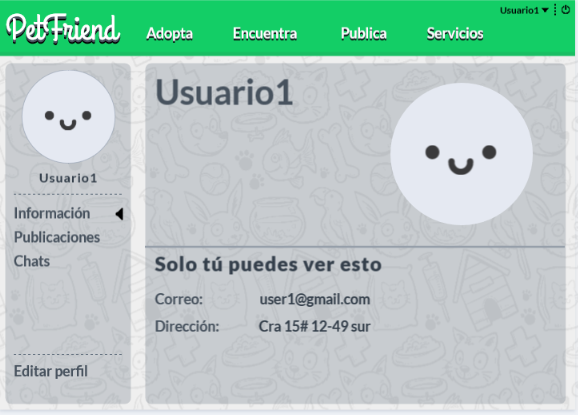 Usuario1
PetFriend
Adopta
Encuentra
Publica
Servicios
Usuario1
Información
Publicaciones
Chats
Editar perfil
Usuario1
Solo tú puedes ver esto
Correo: user1@gmail.com
Dirección: Cra 15# 12-49 sur